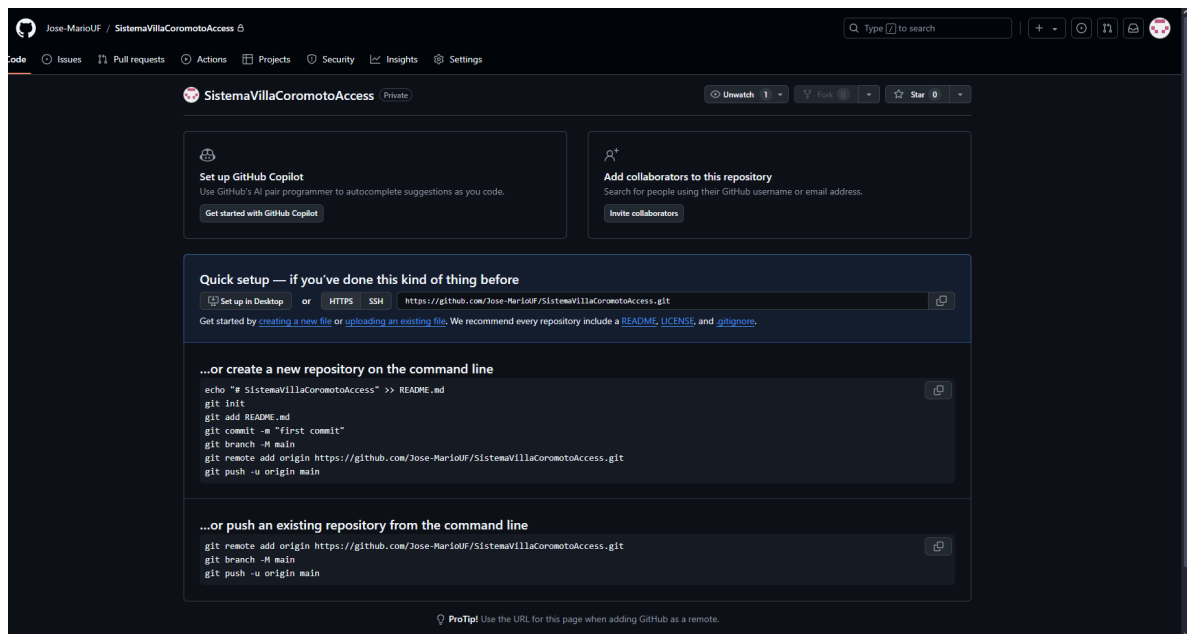 Jose-MarioUF / SistemaVillaCoromotoAccess
Type / to search
Code Issues Pull requests Actions Projects Security Insights Settings
SistemaVillaCoromotoAccess Private
Unwatch 1 Fork 0 Star 0
Set up GitHub Copilot
Use GitHub's AI pair programmer to autocomplete suggestions as you code.
Get started with GitHub Copilot
Add collaborators to this repository
Search for people using their GitHub username or email address.
Invite collaborators
Quick setup — if you've done this kind of thing before
Set up in Desktop or HTTPS SSH https://github.com/Jose-MarioUF/SistemaVillaCoromotoAccess.git
Get started by creating a new file or uploading an existing file. We recommend every repository include a README, LICENSE, and .gitignore.
...or create a new repository on the command line
echo "# SistemaVillaCoromotoAccess" >> README.md
git init
git add README.md
git commit -m "first commit"
git branch -M main
git remote add origin https://github.com/Jose-MarioUF/SistemaVillaCoromotoAccess.git
git push -u origin main
...or push an existing repository from the command line
git remote add origin https://github.com/Jose-MarioUF/SistemaVillaCoromotoAccess.git
git branch -M main
git push -u origin main
ProTip! Use the URL for this page when adding GitHub as a remote.